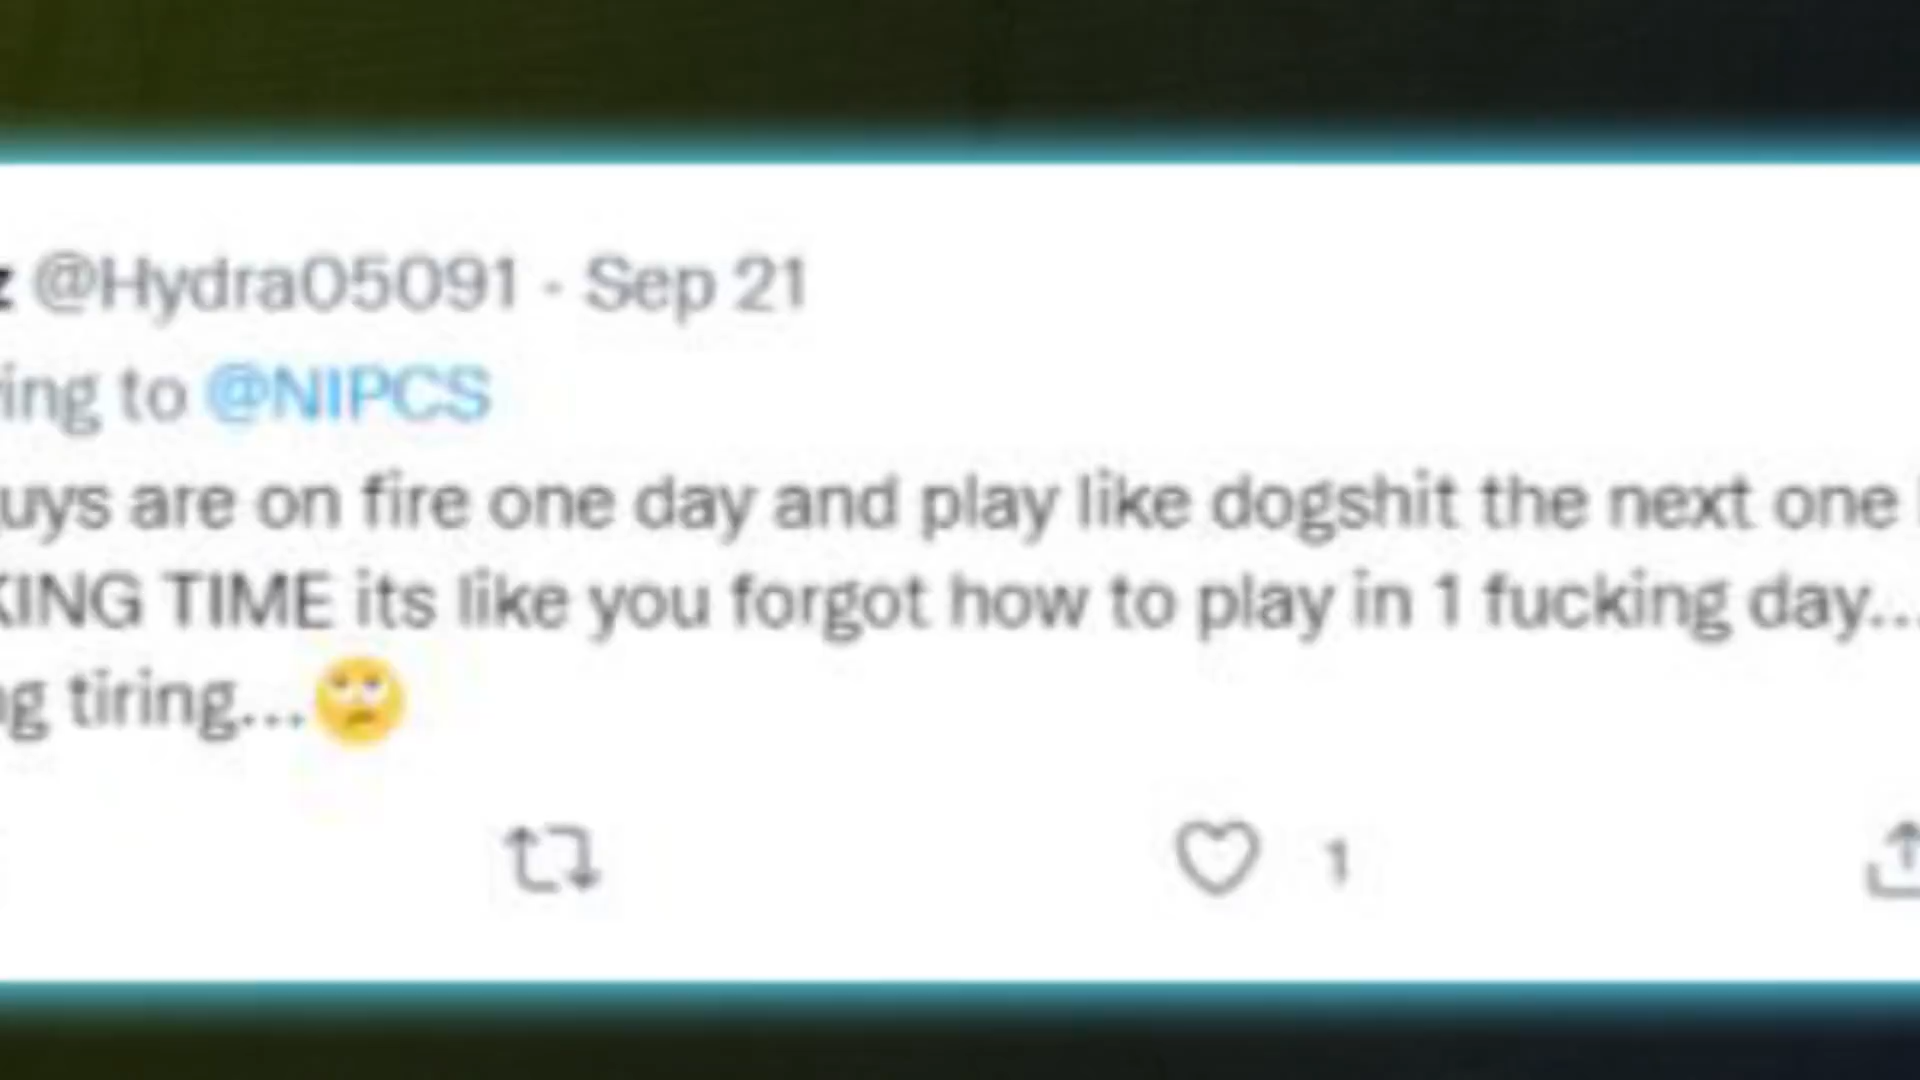 z @Hydra05091 · Sep 21
ing to @NIPCS
uys are on fire one day and play like dogshit the next one
KING TIME its like you forgot how to play in 1 fucking day...
ng tiring...🙄
1